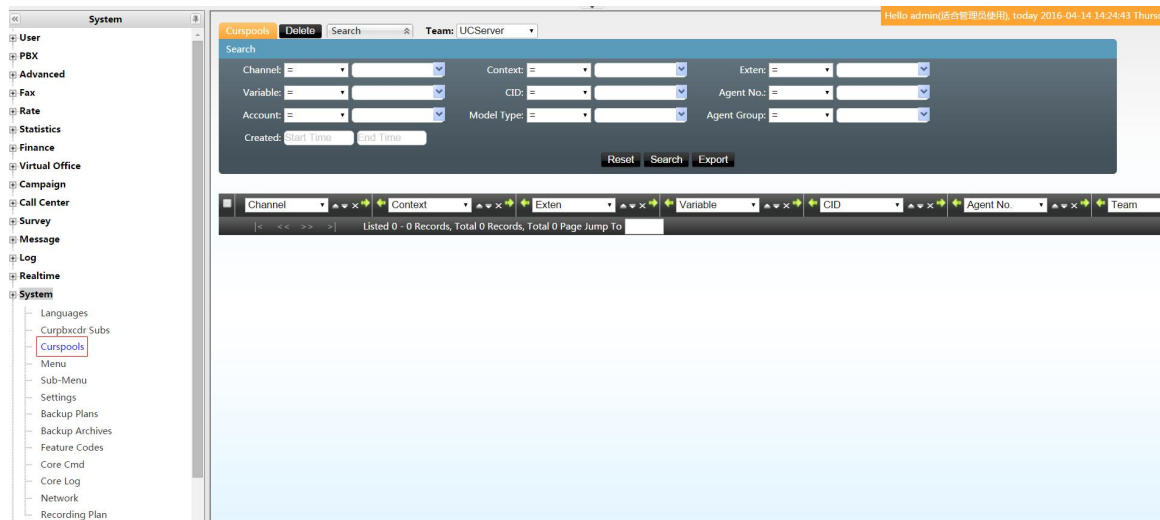 Hello admin(适合管理员使用), today 2016-04-14 14:24:43 Thurs
System
User
PBX
Advanced
Fax
Rate
Statistics
Finance
Virtual Office
Campaign
Call Center
Survey
Message
Log
Realtime
System
Languages
Curpbxcdr Subs
Curspools
Menu
Sub-Menu
Settings
Backup Plans
Backup Archives
Feature Codes
Core Cmd
Core Log
Network
Recording Plan
Curspools Delete Search Team: UCServer
Search
Channel: = Context: = Exten: =
Variable: = CID: = Agent No.: =
Account: = Model Type: = Agent Group: =
Created: Start Time End Time
Reset Search Export
Channel Context Exten Variable CID Agent No. Team
|< << >> >| Listed 0 - 0 Records, Total 0 Records, Total 0 Page Jump To